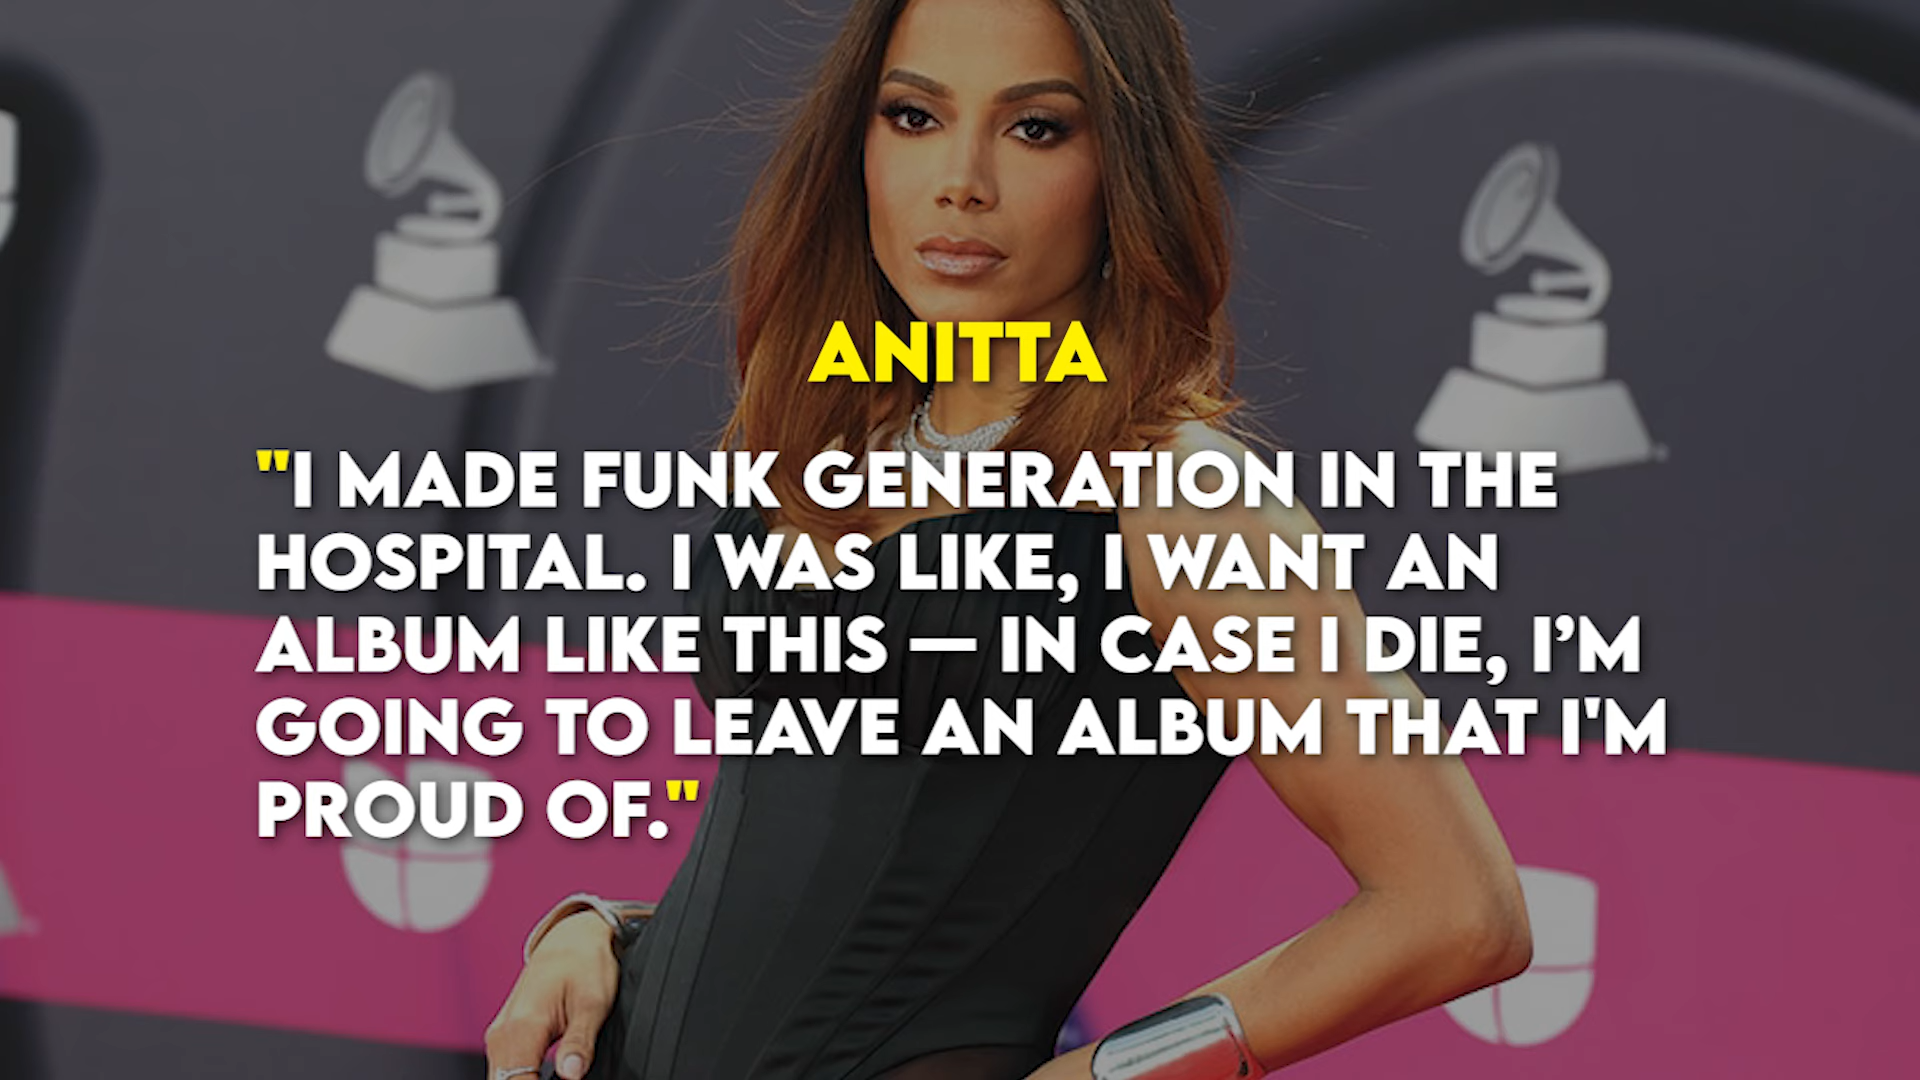 ANITTA
"I MADE FUNK GENERATION IN THE
HOSPITAL. I WAS LIKE, I WANT AN
ALBUM LIKE THIS — IN CASE I DIE, I’M
GOING TO LEAVE AN ALBUM THAT I'M
PROUD OF."